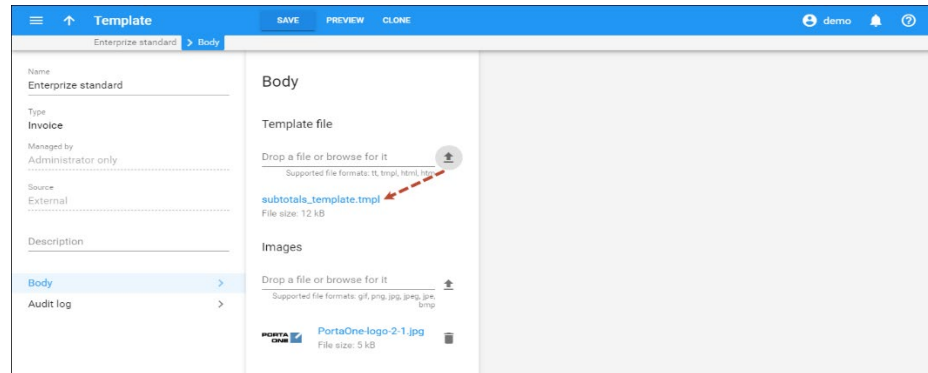 Template
SAVE PREVIEW CLONE
demo
Enterprize standard > Body
Name
Enterprize standard
Type
Invoice
Managed by
Administrator only
Source
External
Description
Body
Audit log
Body
Template file
Drop a file or browse for it
Supported file formats: tt, tmpl, html, htm
subtotals_template.tmpl
File size: 12 kB
Images
Drop a file or browse for it
Supported file formats: gif, png, jpg, jpeg, jpe,
bmp
PORTA
ONE
PortaOne-logo-2-1.jpg
File size: 5 kB